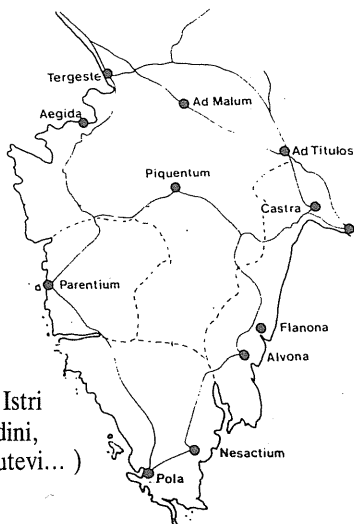 Tergeste
Ad Malum
Aegida
Ad Titulos
Piquentum
Castra
Parentium
Flanona
Alvona
Istri
dini,
utevi... )
Nesactium
Pola